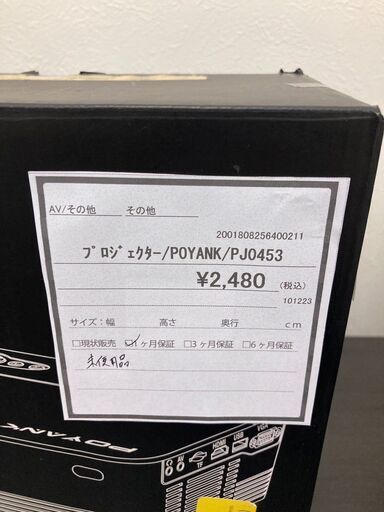 AV/その他 その他
2001808256400211
ﾌﾟﾛｼﾞｪｸﾀｰ/POYANK/PJ0453
¥2,480 (税込)
101223
サイズ:幅 高さ 奥行 cm
□現状販売 ☑1ヶ月保証 □3ヶ月保証 □6ヶ月保証
未使用品
POYANK
AV TF HDMI USB VGA